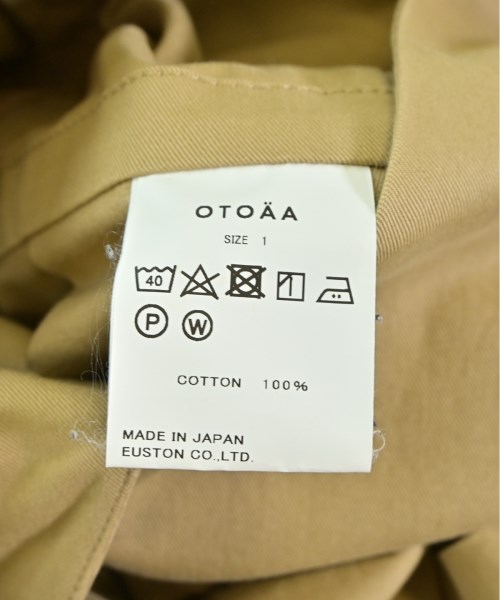 OTOÄA
SIZE 1
40
P W
COTTON 100%
MADE IN JAPAN
EUSTON CO.,LTD.